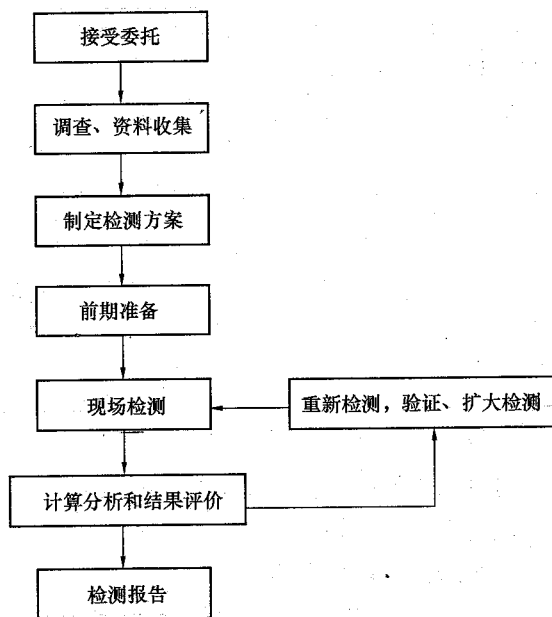 接受委托
调查、资料收集
制定检测方案
前期准备
现场检测
重新检测，验证、扩大检测
计算分析和结果评价
检测报告